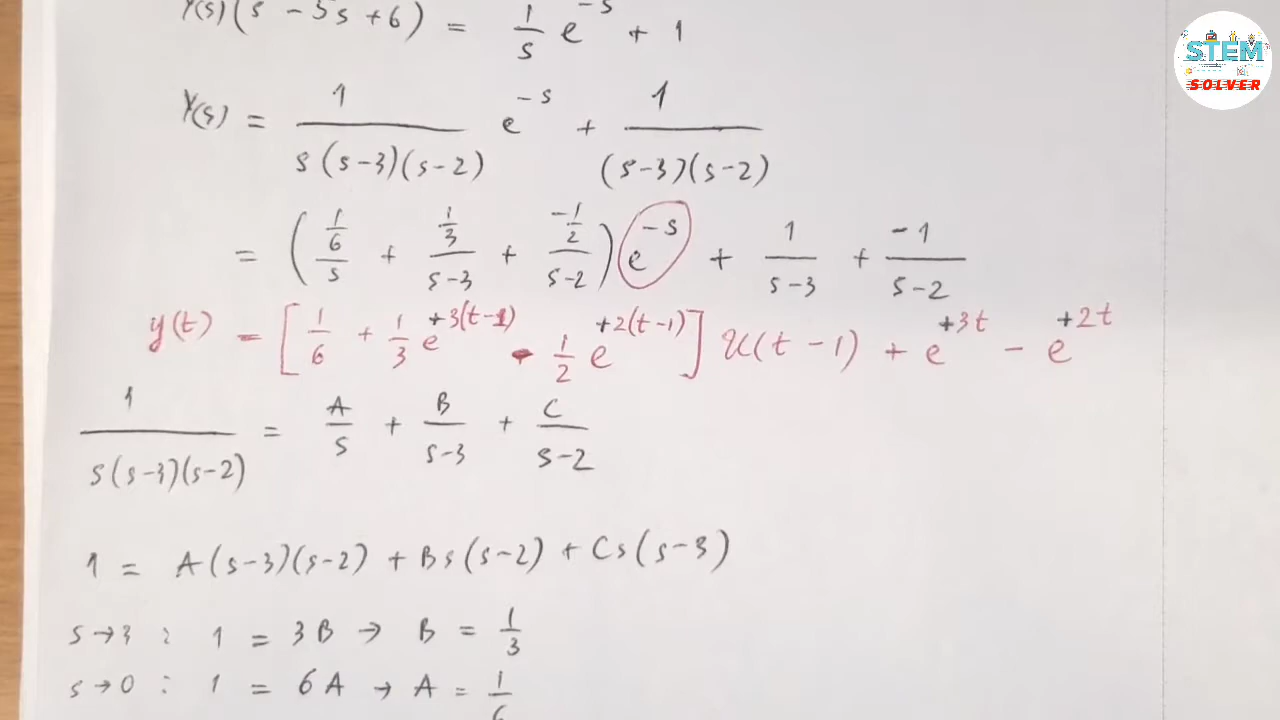 Y(s)(s - 5s + 6) = 1/s e^-s + 1
STEM
SOLVER
Y(s) = 1/(s(s-3)(s-2)) e^-s + 1/((s-3)(s-2))
= ((1/6)/s + (1/3)/(s-3) + (-1/2)/(s-2)) e^-s + 1/(s-3) + -1/(s-2)
y(t) = [1/6 + 1/3 e^+3(t-1) - 1/2 e^+2(t-1)] U(t-1) + e^+3t - e^+2t
1/(s(s-3)(s-2)) = A/s + B/(s-3) + C/(s-2)
1 = A(s-3)(s-2) + Bs(s-2) + Cs(s-3)
s→3 : 1 = 3B → B = 1/3
s→0 : 1 = 6A → A = 1/6